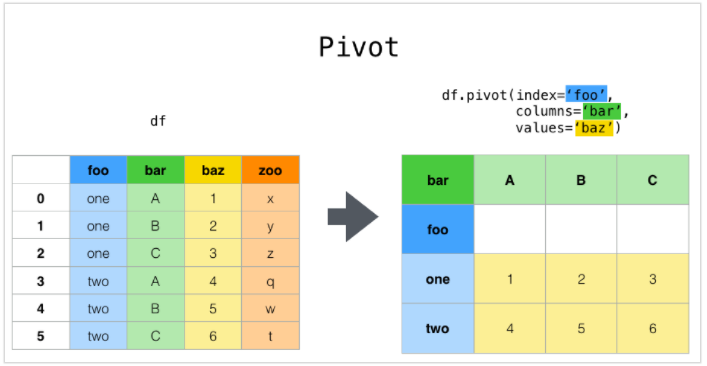 Pivot
df
foo bar baz zoo
0 one A 1 x
1 one B 2 y
2 one C 3 z
3 two A 4 q
4 two B 5 w
5 two C 6 t
df.pivot(index=‘foo’,
columns=‘bar’,
values=‘baz’)
bar A B C
foo
one 1 2 3
two 4 5 6